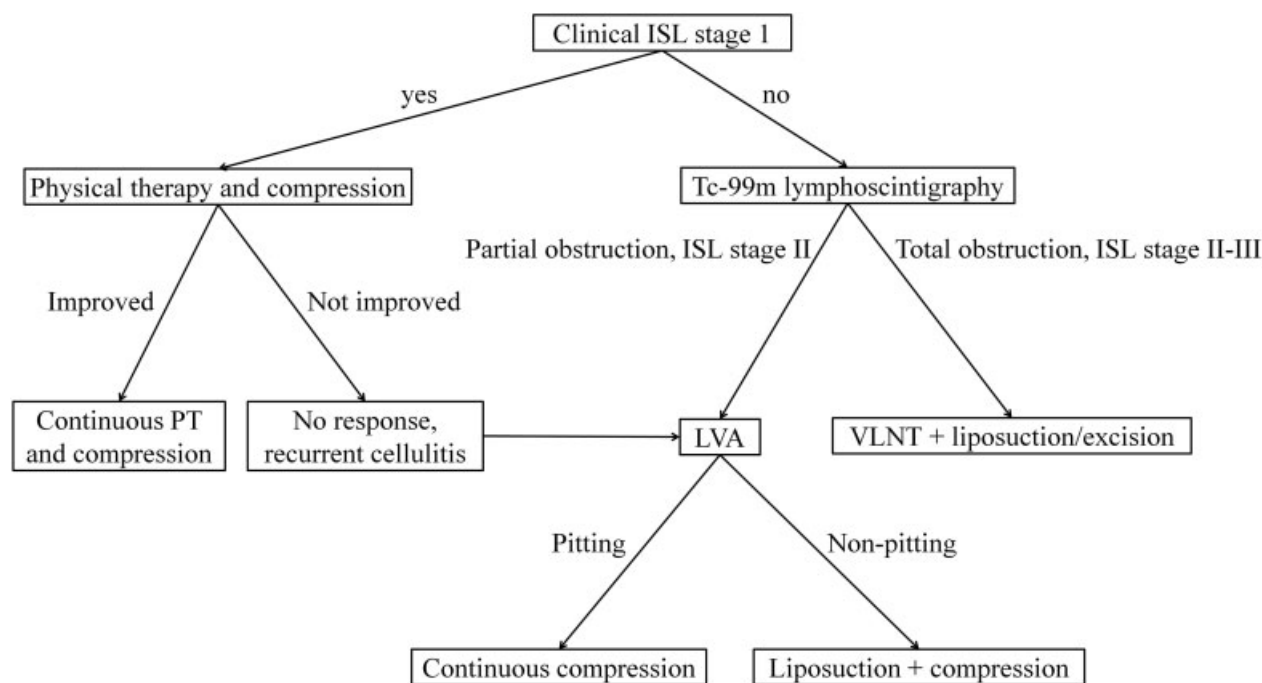 Clinical ISL stage 1
yes
no
Physical therapy and compression
Tc-99m lymphoscintigraphy
Partial obstruction, ISL stage II
Total obstruction, ISL stage II-III
Improved
Not improved
Continuous PT
and compression
No response,
recurrent cellulitis
LVA
VLNT + liposuction/excision
Pitting
Non-pitting
Continuous compression
Liposuction + compression